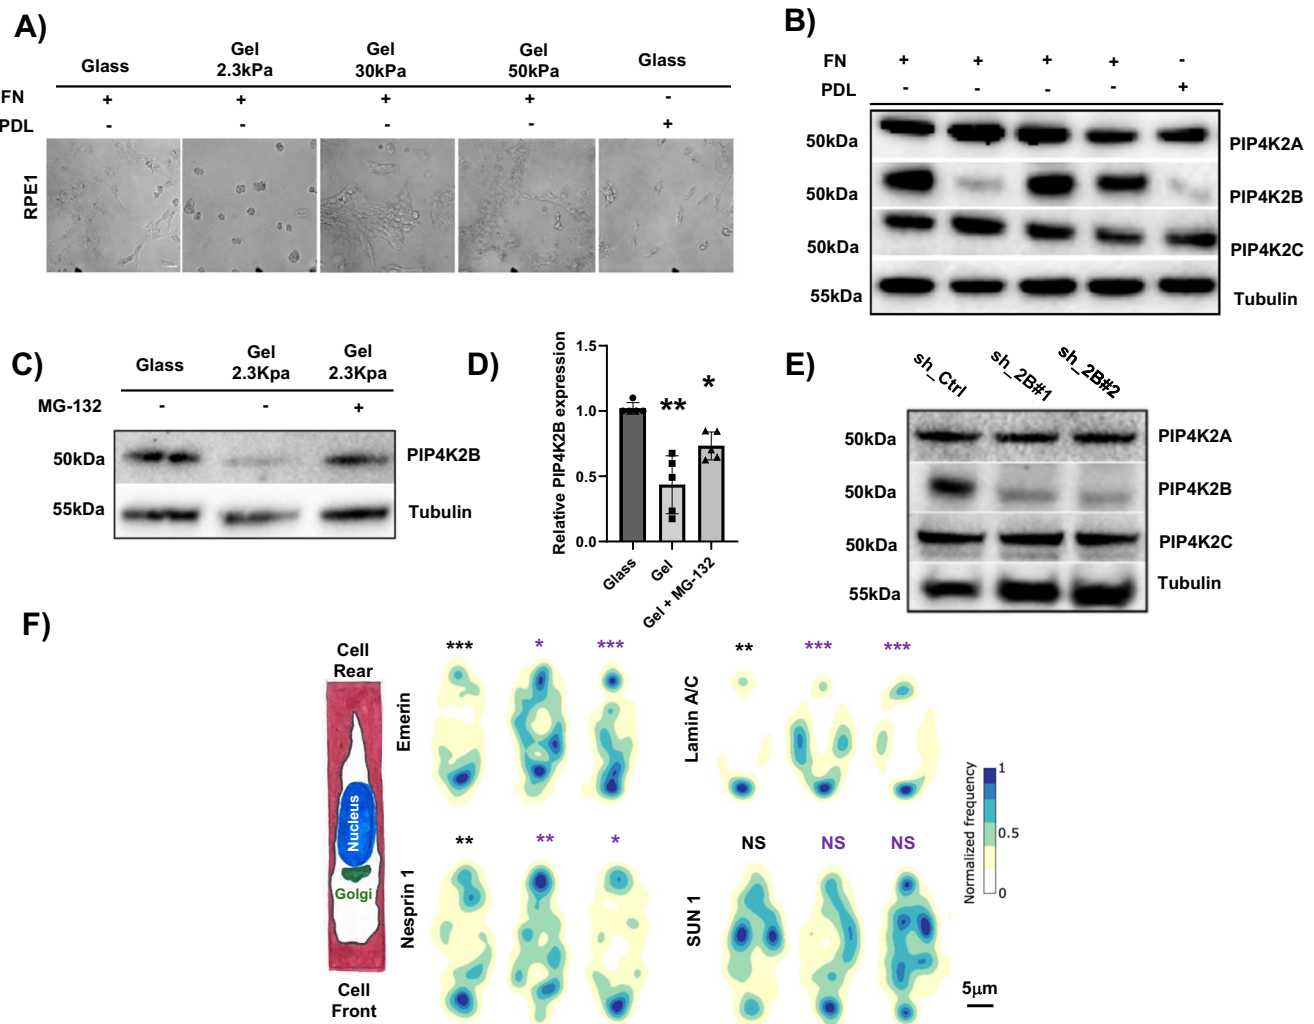 A)
Glass
Gel
2.3kPa
Gel
30kPa
Gel
50kPa
Glass
FN + + + + -
PDL - - - - +
RPE1
B)
FN + + + + -
PDL - - - - +
50kDa PIP4K2A
50kDa PIP4K2B
50kDa PIP4K2C
55kDa Tubulin
C)
Glass
Gel
2.3Kpa
Gel
2.3Kpa
MG-132 - - +
50kDa PIP4K2B
55kDa Tubulin
D)
Relative PIP4K2B expression
1.5
1.0
0.5
0.0
**
*
Glass
Gel
Gel + MG-132
E)
sh_Ctrl
sh_2B#1
sh_2B#2
50kDa PIP4K2A
50kDa PIP4K2B
50kDa PIP4K2C
55kDa Tubulin
F)
Cell
Rear
Nucleus
Golgi
Cell
Front
Emerin
*** * ***
Lamin A/C
** *** ***
Nesprin 1
** ** *
SUN 1
NS NS NS
Normalized frequency
1
0.5
0
5μm